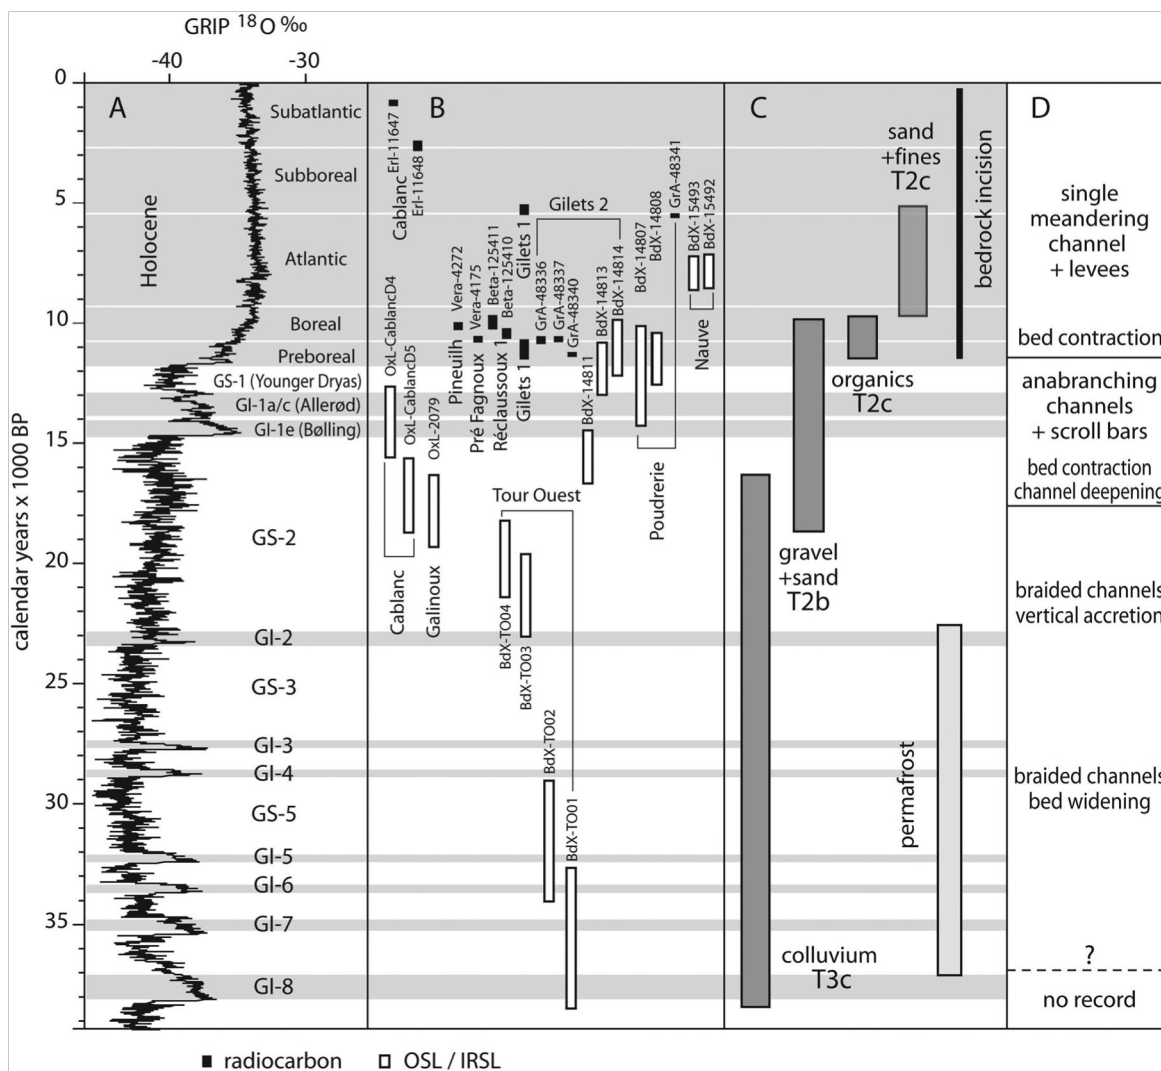 GRIP 18O ‰
-40
-30
calendar years x 1000 BP
0
5
10
15
20
25
30
35
A
Holocene
Subatlantic
Subboreal
Atlantic
Boreal
Preboreal
GS-1 (Younger Dryas)
GI-1a/c (Allerød)
GI-1e (Bølling)
GS-2
GI-2
GS-3
GI-3
GI-4
GS-5
GI-5
GI-6
GI-7
GI-8
B
Cablanc
Erl-11647
Erl-11648
OxL-CablancD4
OxL-CablancD5
Cablanc
OxL-2079
Galinoux
Vera-4272
Pineuilh
Vera-4175
Pré Fagnoux
Beta-125411
Beta-125410
Réclaussoux 1
Gilets 1
Gilets 1
Gilets 2
GrA-48336
GrA-48337
GrA-48340
BdX-14811
BdX-14813
BdX-14814
BdX-14807
BdX-14808
GrA-48341
Poudrerie
BdX-15493
BdX-15492
Nauve
Tour Ouest
BdX-TO04
BdX-TO03
BdX-TO02
BdX-TO01
C
sand
+fines
T2c
bedrock incision
organics
T2c
gravel
+sand
T2b
permafrost
colluvium
T3c
D
single
meandering
channel
+ levees
bed contraction
anabranching
channels
+ scroll bars
bed contraction
channel deepening
braided channels
vertical accretion
braided channels
bed widening
?
no record
radiocarbon
OSL / IRSL